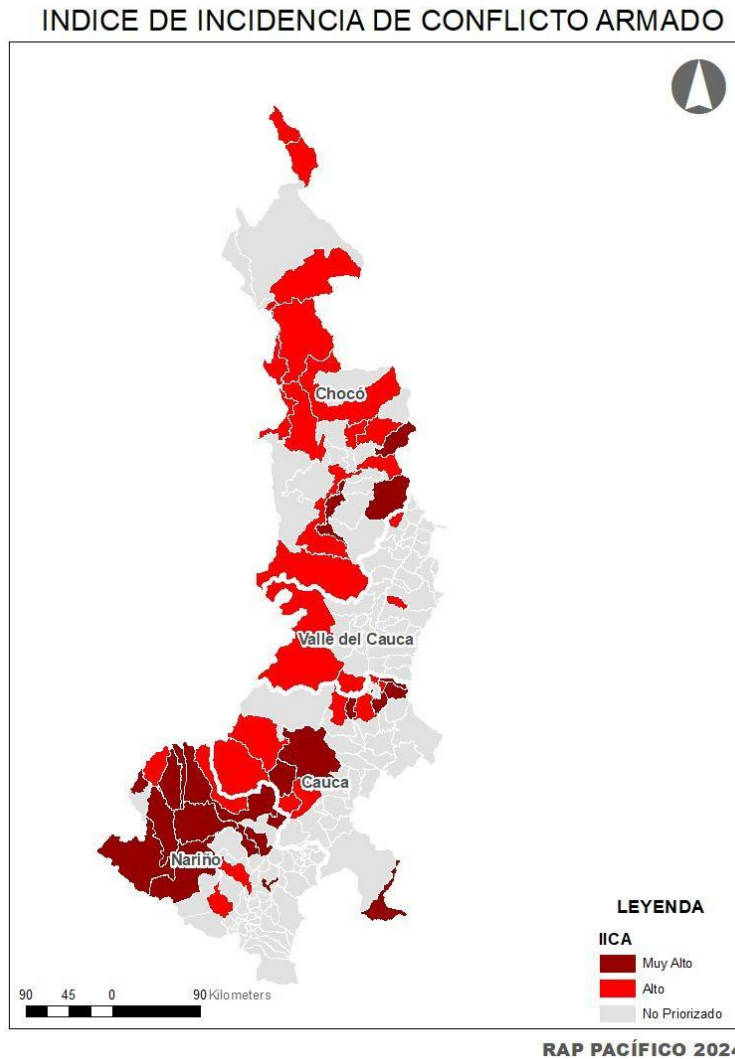 INDICE DE INCIDENCIA DE CONFLICTO ARMADO
Chocó
Valle del Cauca
Cauca
Nariño
LEYENDA
IICA
Muy Alto
Alto
No Priorizado
90 45 0 90 Kilometers
RAP PACÍFICO 2024